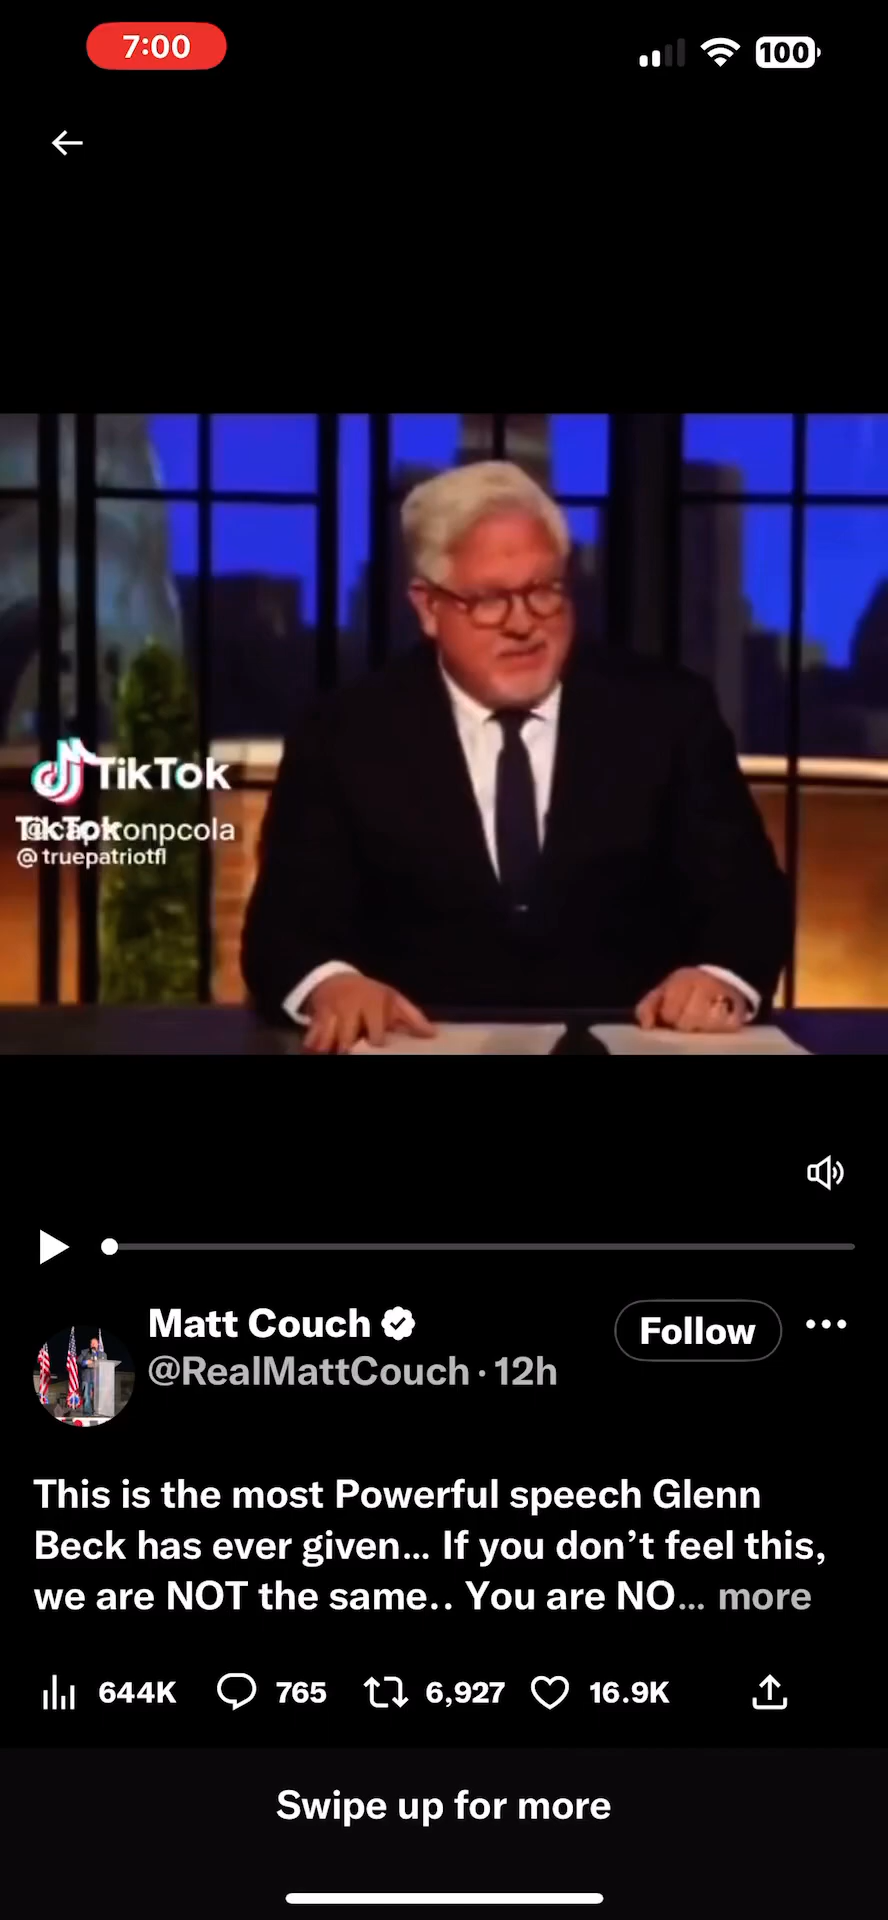 7:00
100
TikTok
TikTok
@truepatriotfl
Matt Couch
@RealMattCouch · 12h
Follow
This is the most Powerful speech Glenn
Beck has ever given... If you don’t feel this,
we are NOT the same.. You are NO... more
644K
765
6,927
16.9K
Swipe up for more